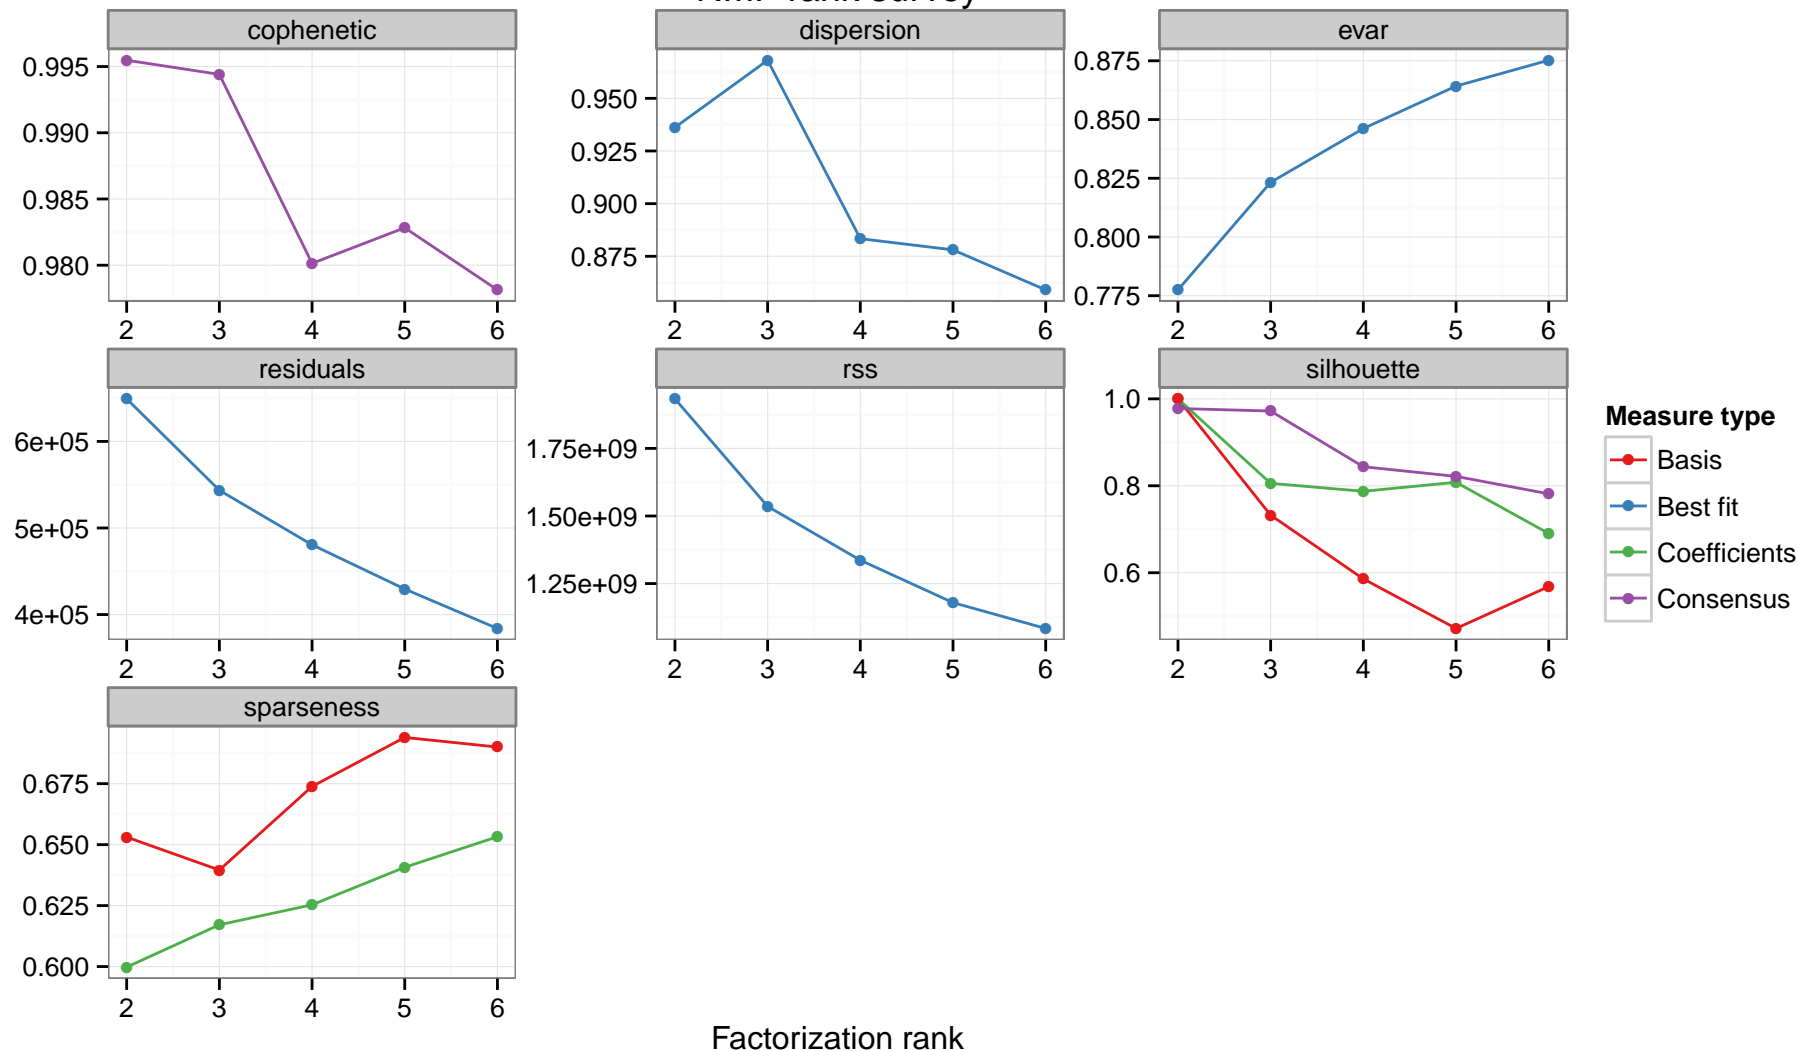 rank survey
cophenetic
dispersion
evar
0.995
0.990
0.985
0.980
2 3 4 5 6
0.950
0.925
0.900
0.875
2 3 4 5 6
0.875
0.850
0.825
0.800
0.775
2 3 4 5 6
residuals
rss
silhouette
6e+05
5e+05
4e+05
2 3 4 5 6
1.75e+09
1.50e+09
1.25e+09
2 3 4 5 6
1.0
0.8
0.6
2 3 4 5 6
Measure type
Basis
Best fit
Coefficients
Consensus
sparseness
0.675
0.650
0.625
0.600
2 3 4 5 6
Factorization rank